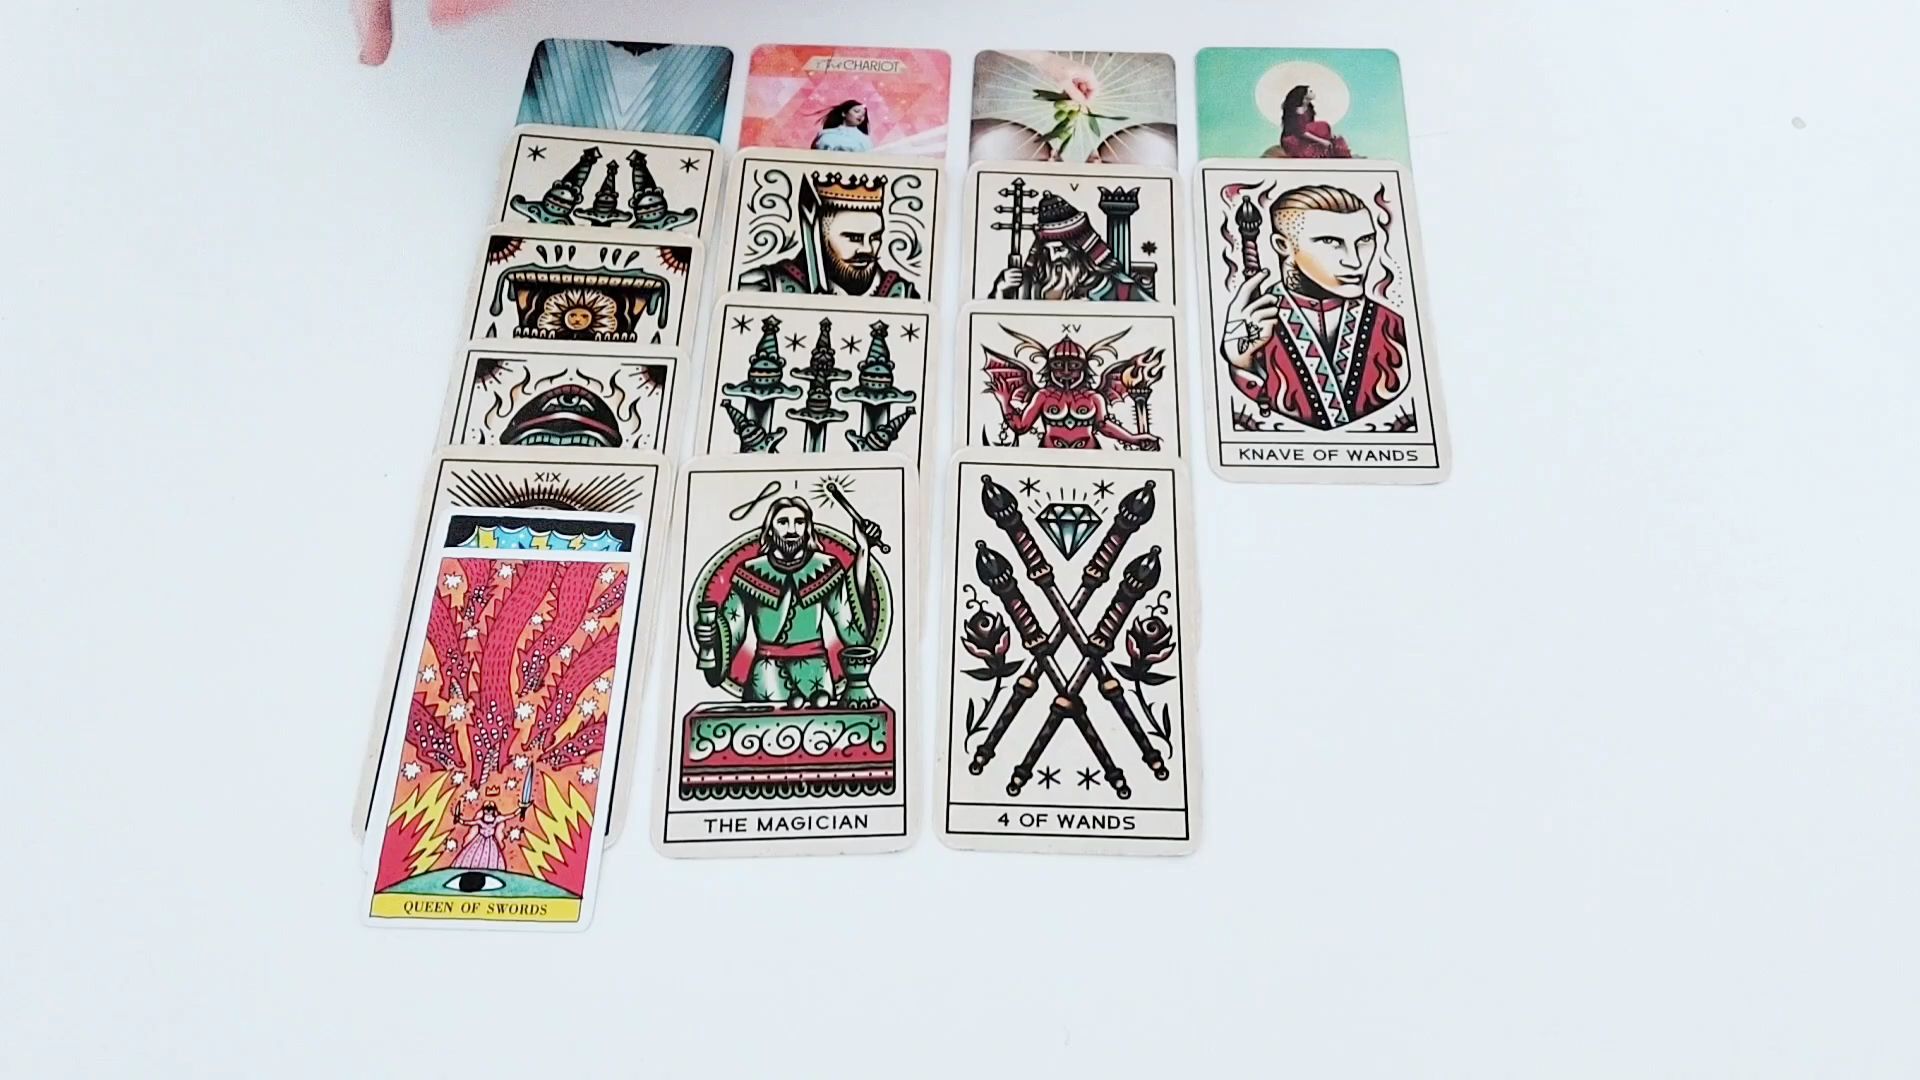 The CHARIOT
V
KNAVE OF WANDS
XV
XIX
I
THE MAGICIAN
4 OF WANDS
QUEEN OF SWORDS